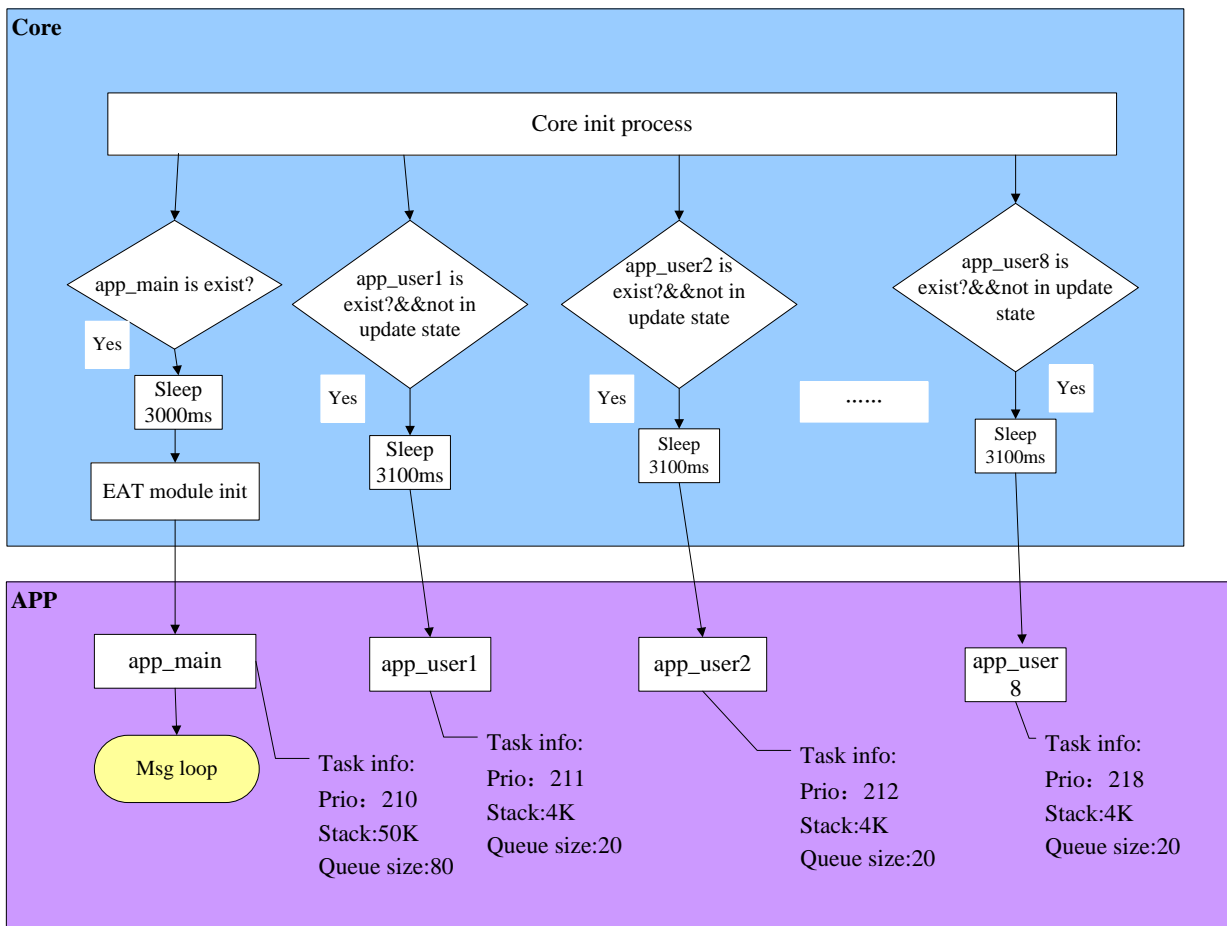 Core
Core init process
app_main is exist?
app_user1 is
exist?&&not in
update state
app_user2 is
exist?&&not in
update state
app_user8 is
exist?&&not in update
state
Yes
Yes
Yes
Yes
Sleep
3000ms
Sleep
3100ms
Sleep
3100ms
……
Sleep
3100ms
EAT module init
APP
app_main
app_user1
app_user2
app_user
8
Msg loop
Task info:
Prio：210
Stack:50K
Queue size:80
Task info:
Prio：211
Stack:4K
Queue size:20
Task info:
Prio：212
Stack:4K
Queue size:20
Task info:
Prio：218
Stack:4K
Queue size:20